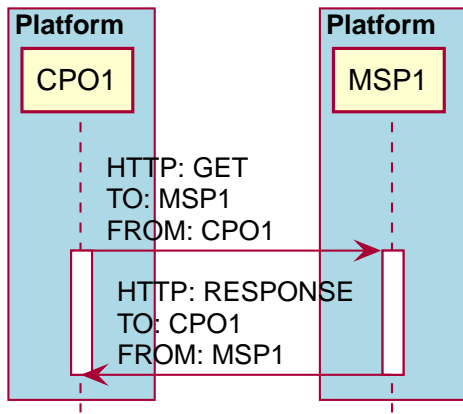 Platform
Platform
CPO1
MSP1
HTTP: GET
TO: MSP1
FROM: CPO1
HTTP: RESPONSE
TO: CPO1
FROM: MSP1